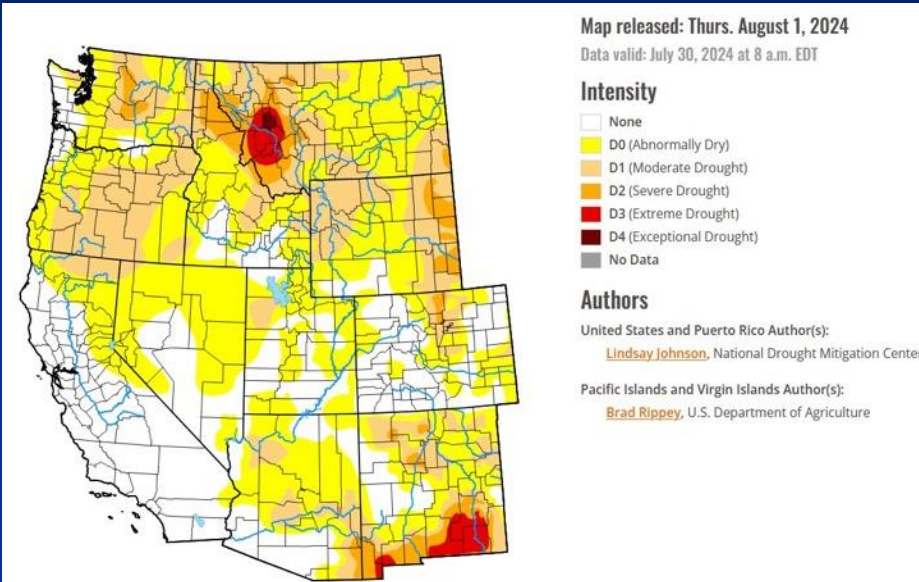 Map released: Thurs. August 1, 2024
Data valid: July 30, 2024 at 8 a.m. EDT
Intensity
None
D0 (Abnormally Dry)
D1 (Moderate Drought)
D2 (Severe Drought)
D3 (Extreme Drought)
D4 (Exceptional Drought)
No Data
Authors
United States and Puerto Rico Author(s):
Lindsay Johnson, National Drought Mitigation Center
Pacific Islands and Virgin Islands Author(s):
Brad Rippey, U.S. Department of Agriculture